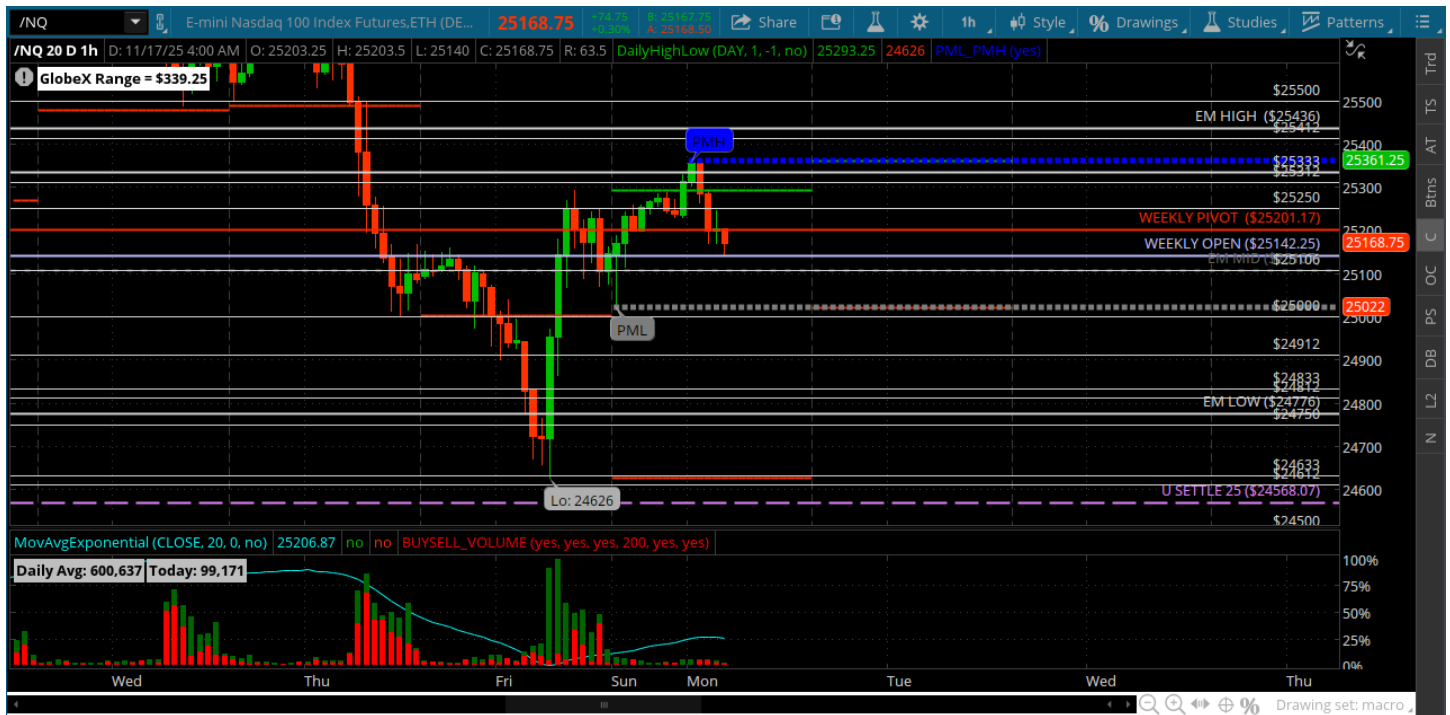 /NQ E-mini Nasdaq 100 Index Futures,ETH (DE... 25168.75 +74.75 +0.30% B: 25167.75 A: 25168.50 Share 1h Style % Drawings Studies Patterns
/NQ 20 D 1h D: 11/17/25 4:00 AM O: 25203.25 H: 25203.5 L: 25140 C: 25168.75 R: 63.5 DailyHighLow (DAY, 1, -1, no) 25293.25 24626 PML_PMH (yes)
GlobeX Range = $339.25
$25500
25500
EM HIGH ($25436)
$25412
PMH
25400
$25333
25361.25
$25312
25300
$25250
WEEKLY PIVOT ($25201.17)
25200
WEEKLY OPEN ($25142.25)
25168.75
EM MID
$25106
25100
$25000
25022
25000
PML
$24912
24900
$24833
$24812
EM LOW ($24776)
24800
$24750
24700
$24633
$24612
Lo: 24626
U SETTLE 25 ($24568.07)
24600
$24500
MovAvgExponential (CLOSE, 20, 0, no) 25206.87 no no BUYSELL_VOLUME (yes, yes, yes, 200, yes, yes)
Daily Avg: 600,637 Today: 99,171
100%
75%
50%
25%
0%
Wed Thu Fri Sun Mon Tue Wed Thu
Drawing set: macro
Trd
TS
AT
Btns
C
OC
PS
DB
L2
N